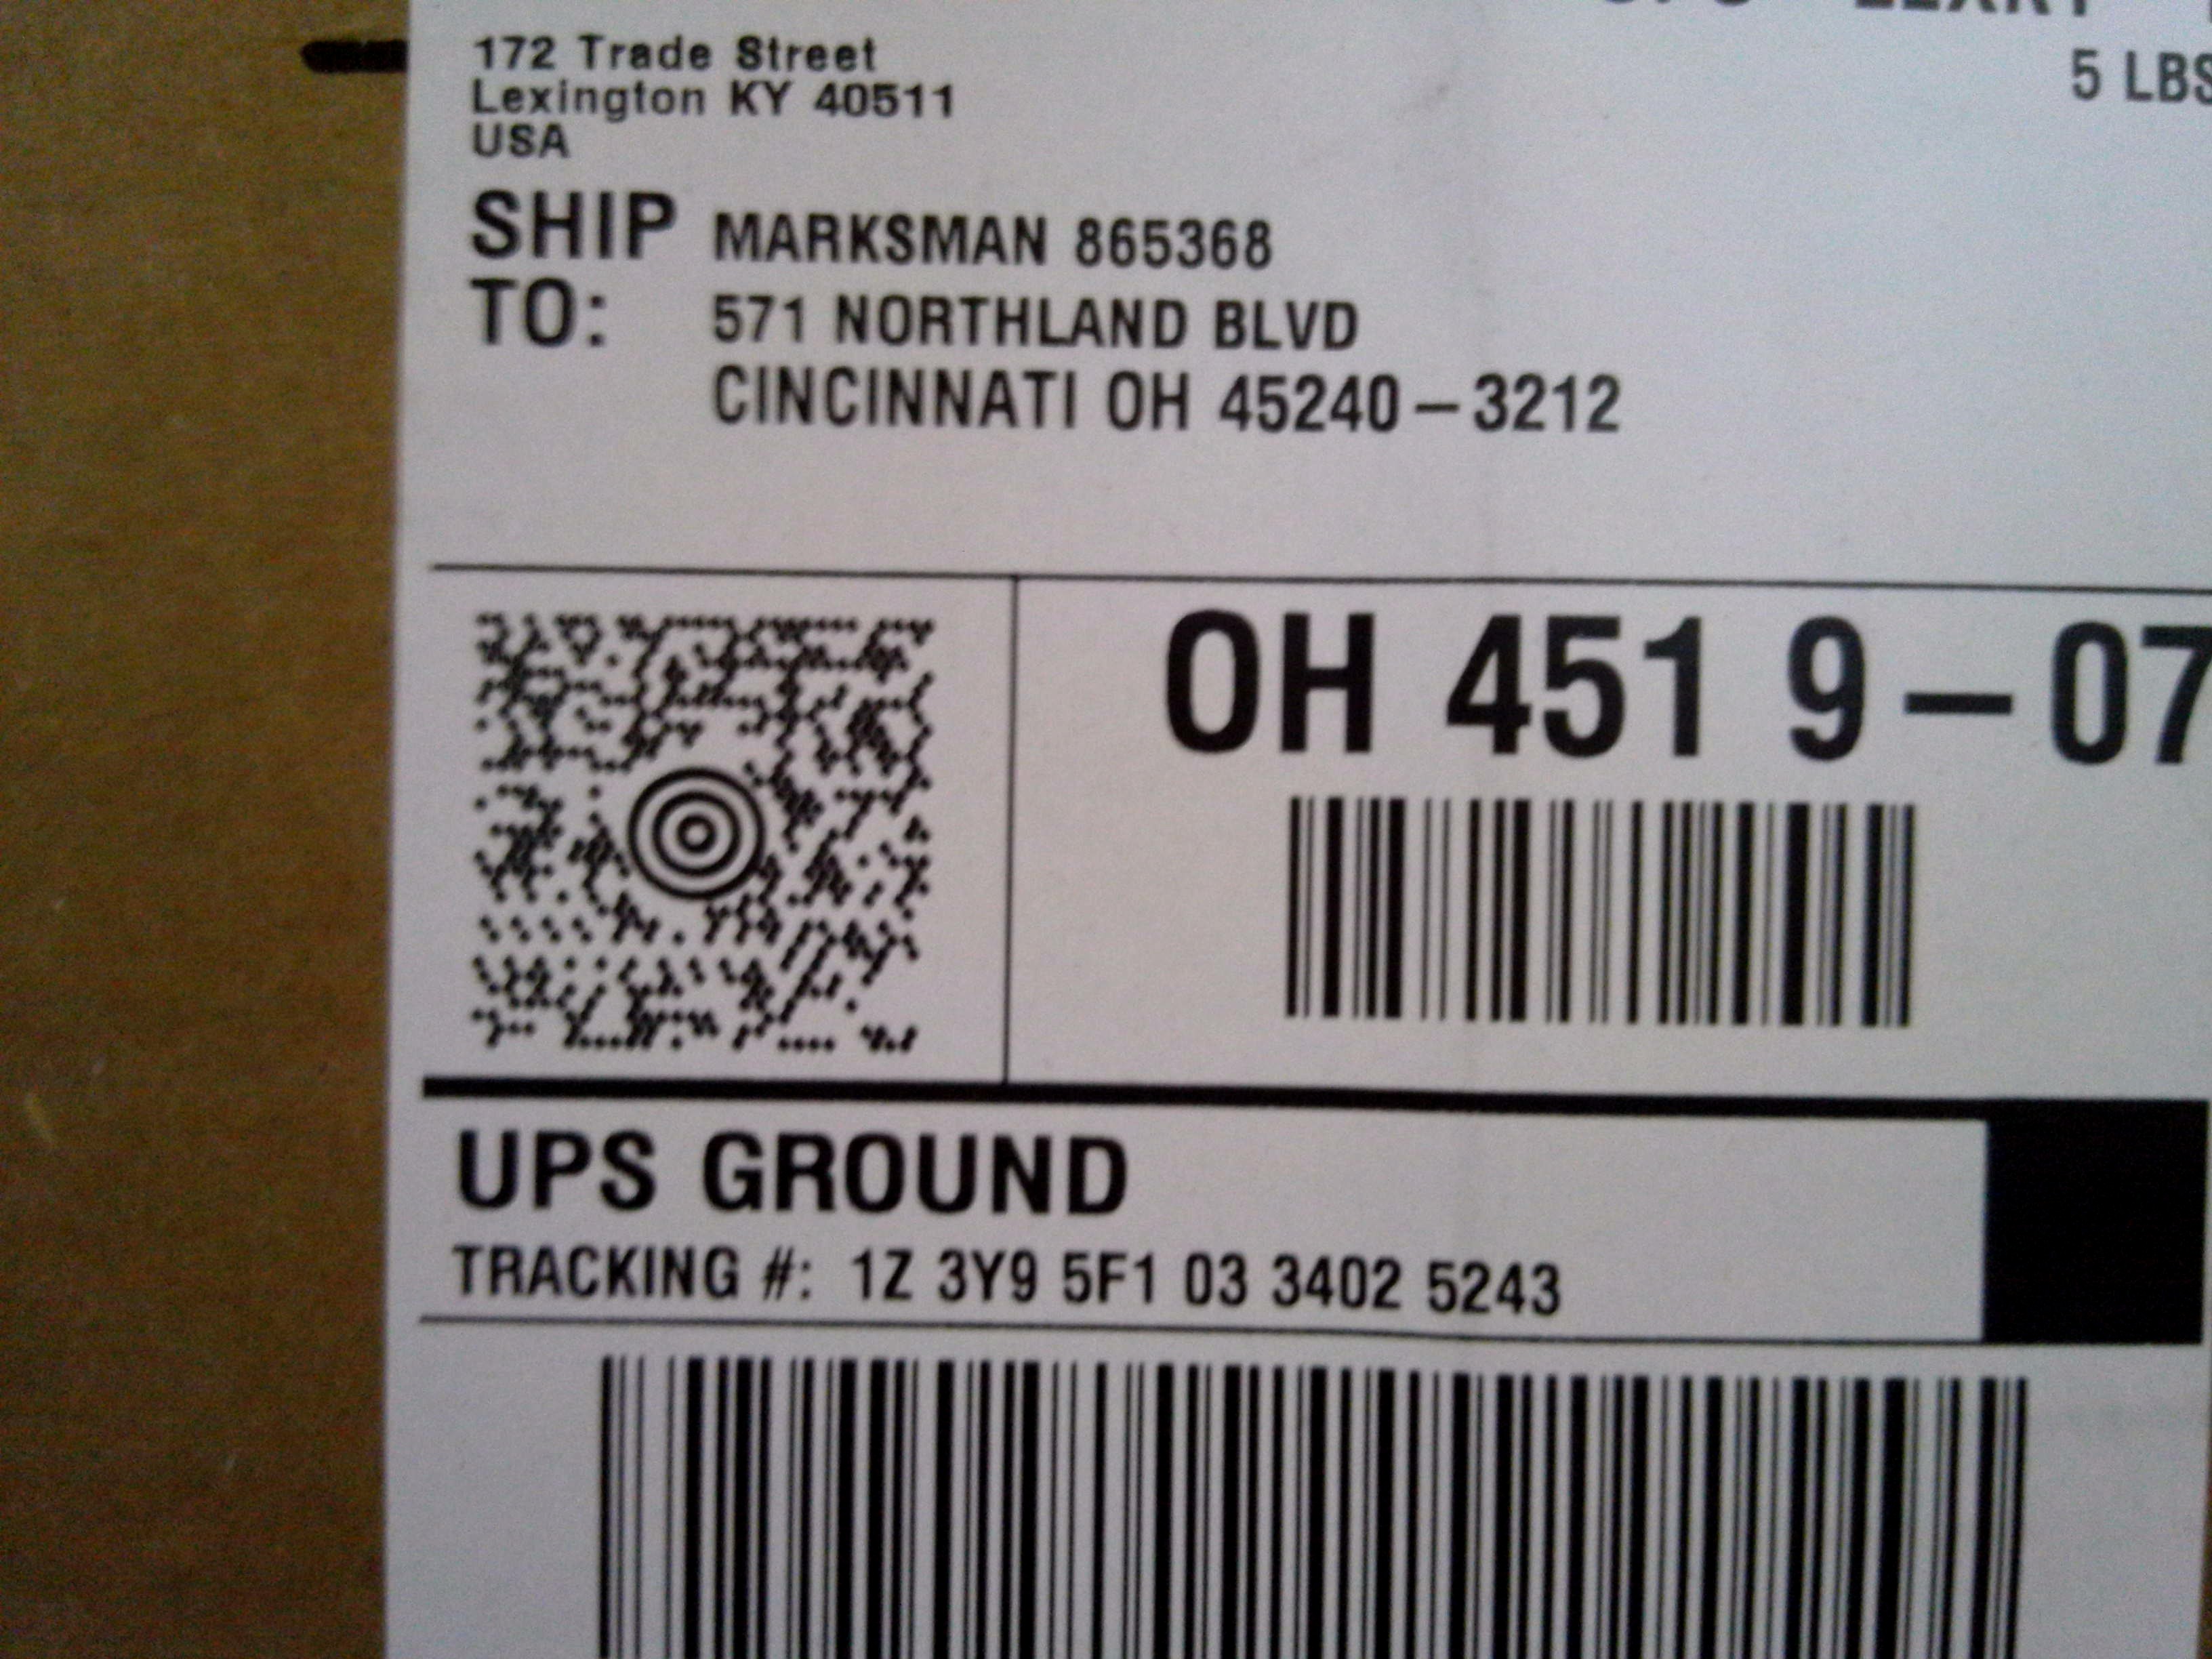 172 Trade Street
Lexington KY 40511
USA
5 LBS
SHIP TO:
MARKSMAN 865368
571 NORTHLAND BLVD
CINCINNATI OH 45240-3212
OH 451 9-07
UPS GROUND
TRACKING #: 1Z 3Y9 5F1 03 3402 5243